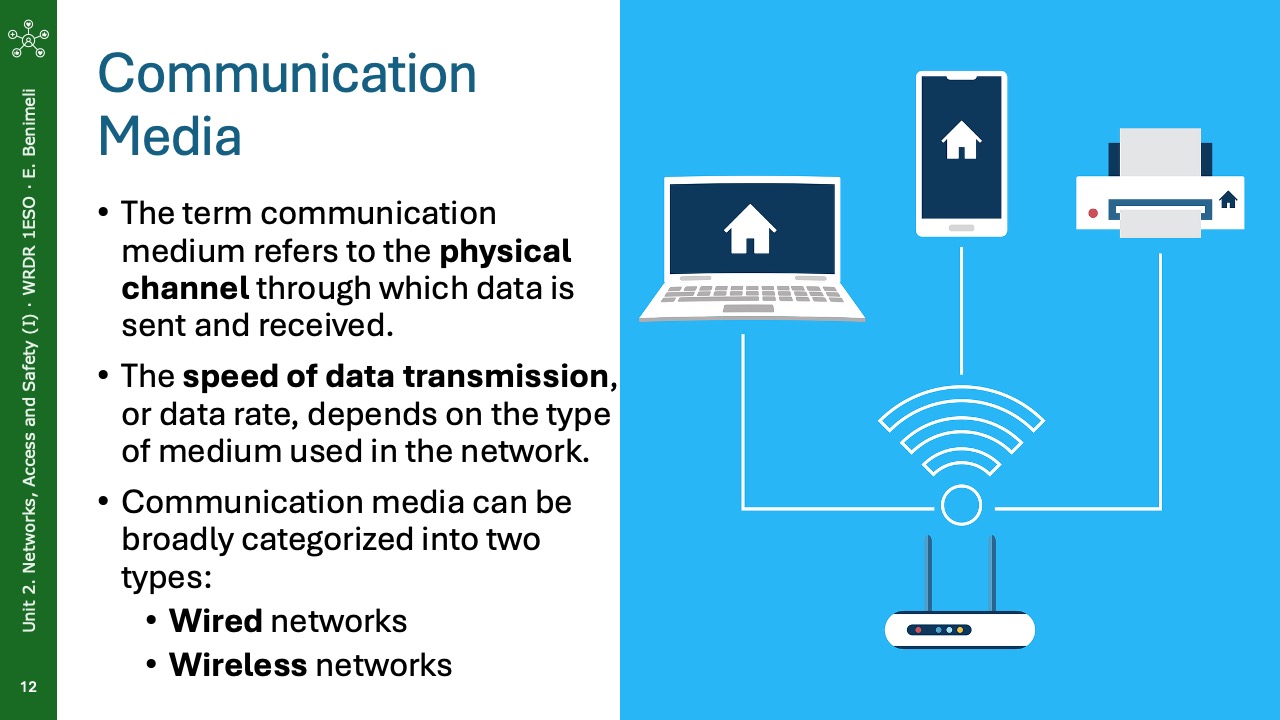 Unit 2. Networks, Access and Safety (I) · WRDR 1ESO · E. Benimeli
12
Communication
Media
• The term communication
medium refers to the physical
channel through which data is
sent and received.
• The speed of data transmission,
or data rate, depends on the type
of medium used in the network.
• Communication media can be
broadly categorized into two
types:
• Wired networks
• Wireless networks